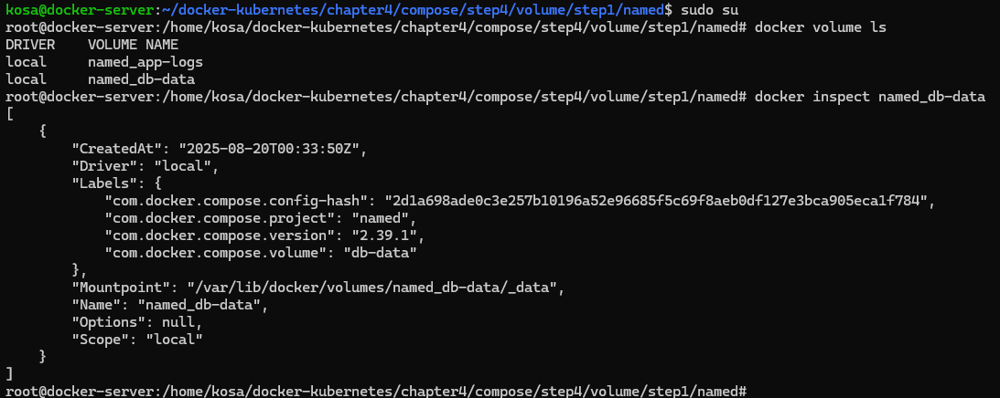 kosa@docker-server:~/docker-kubernetes/chapter4/compose/step4/volume/step1/named$ sudo su
root@docker-server:/home/kosa/docker-kubernetes/chapter4/compose/step4/volume/step1/named# docker volume ls
DRIVER    VOLUME NAME
local     named_app-logs
local     named_db-data
root@docker-server:/home/kosa/docker-kubernetes/chapter4/compose/step4/volume/step1/named# docker inspect named_db-data
[
    {
        "CreatedAt": "2025-08-20T00:33:50Z",
        "Driver": "local",
        "Labels": {
            "com.docker.compose.config-hash": "2d1a698ade0c3e257b10196a52e96685f5c69f8aeb0df127e3bca905eca1f784",
            "com.docker.compose.project": "named",
            "com.docker.compose.version": "2.39.1",
            "com.docker.compose.volume": "db-data"
        },
        "Mountpoint": "/var/lib/docker/volumes/named_db-data/_data",
        "Name": "named_db-data",
        "Options": null,
        "Scope": "local"
    }
]
root@docker-server:/home/kosa/docker-kubernetes/chapter4/compose/step4/volume/step1/named#